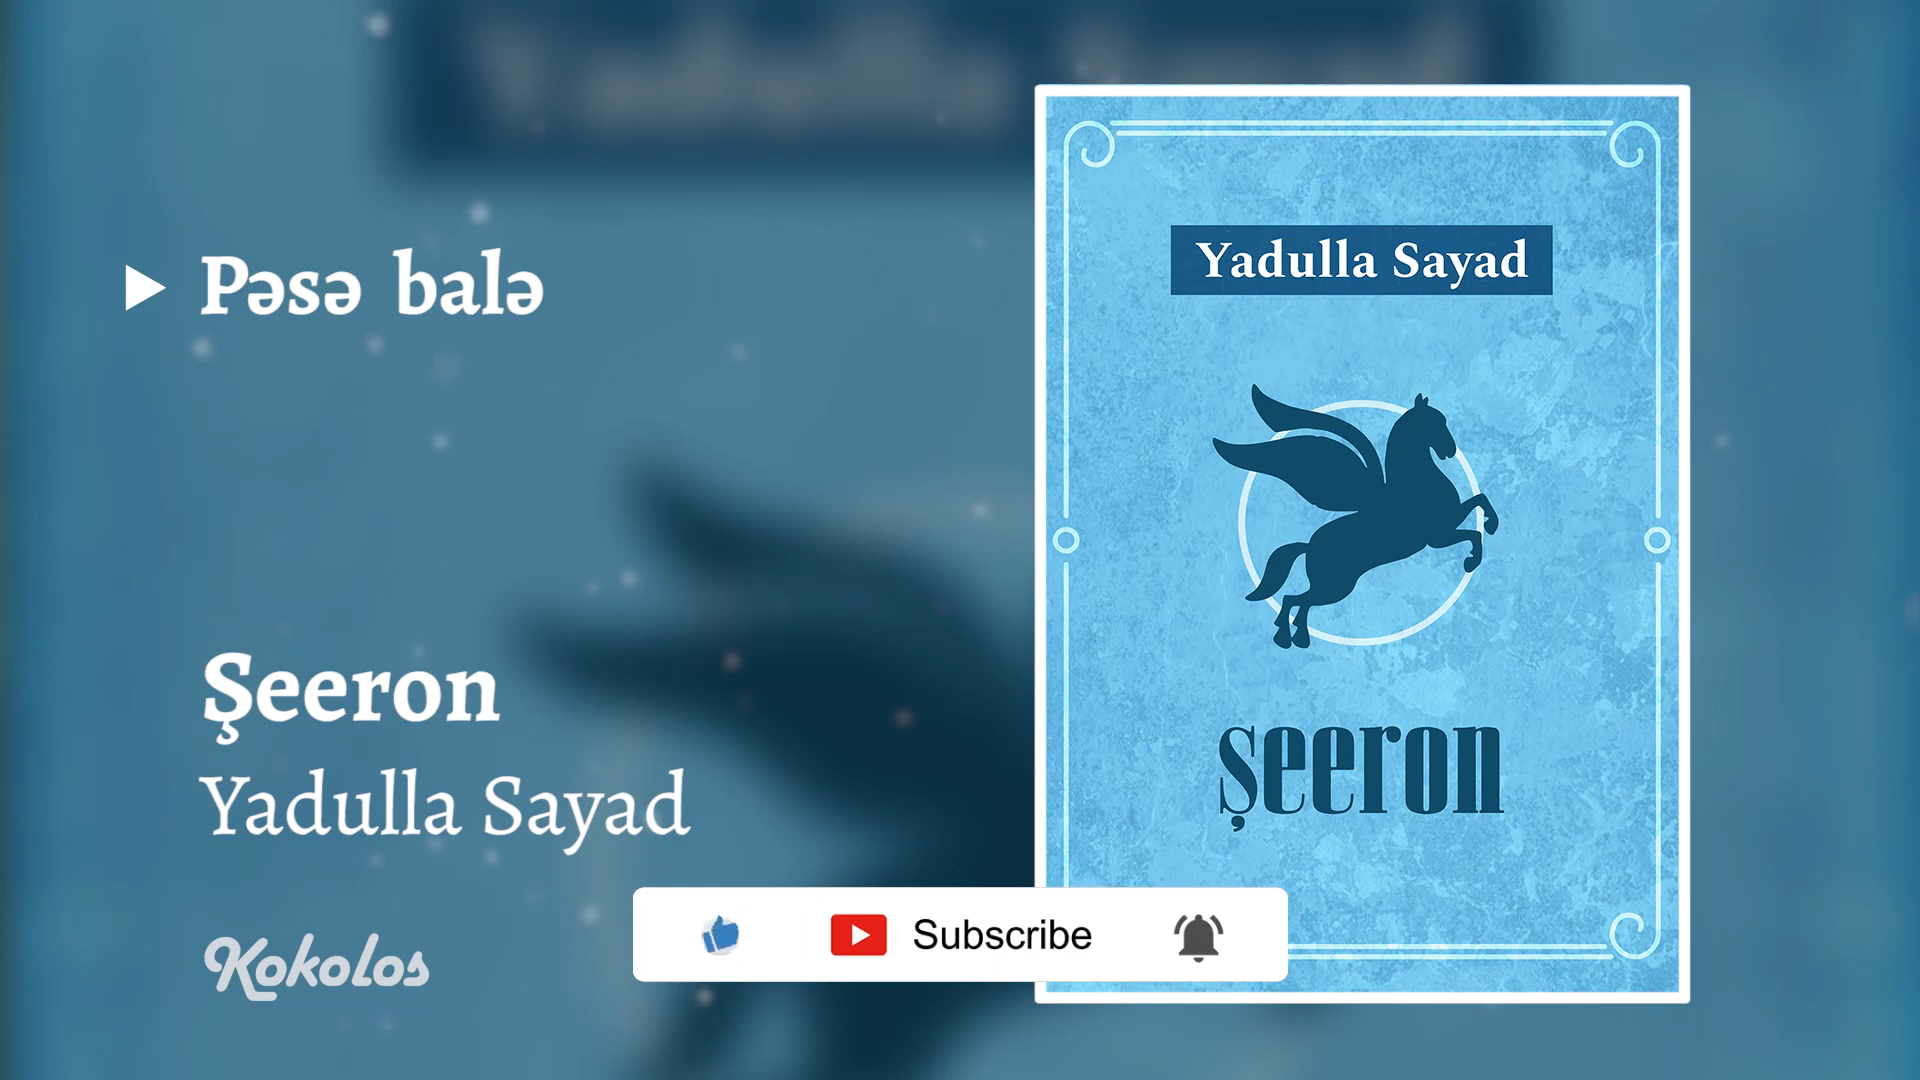 Pəsə balə
Şeeron
Yadulla Sayad
Kokolos
Yadulla Sayad
şeeron
Subscribe